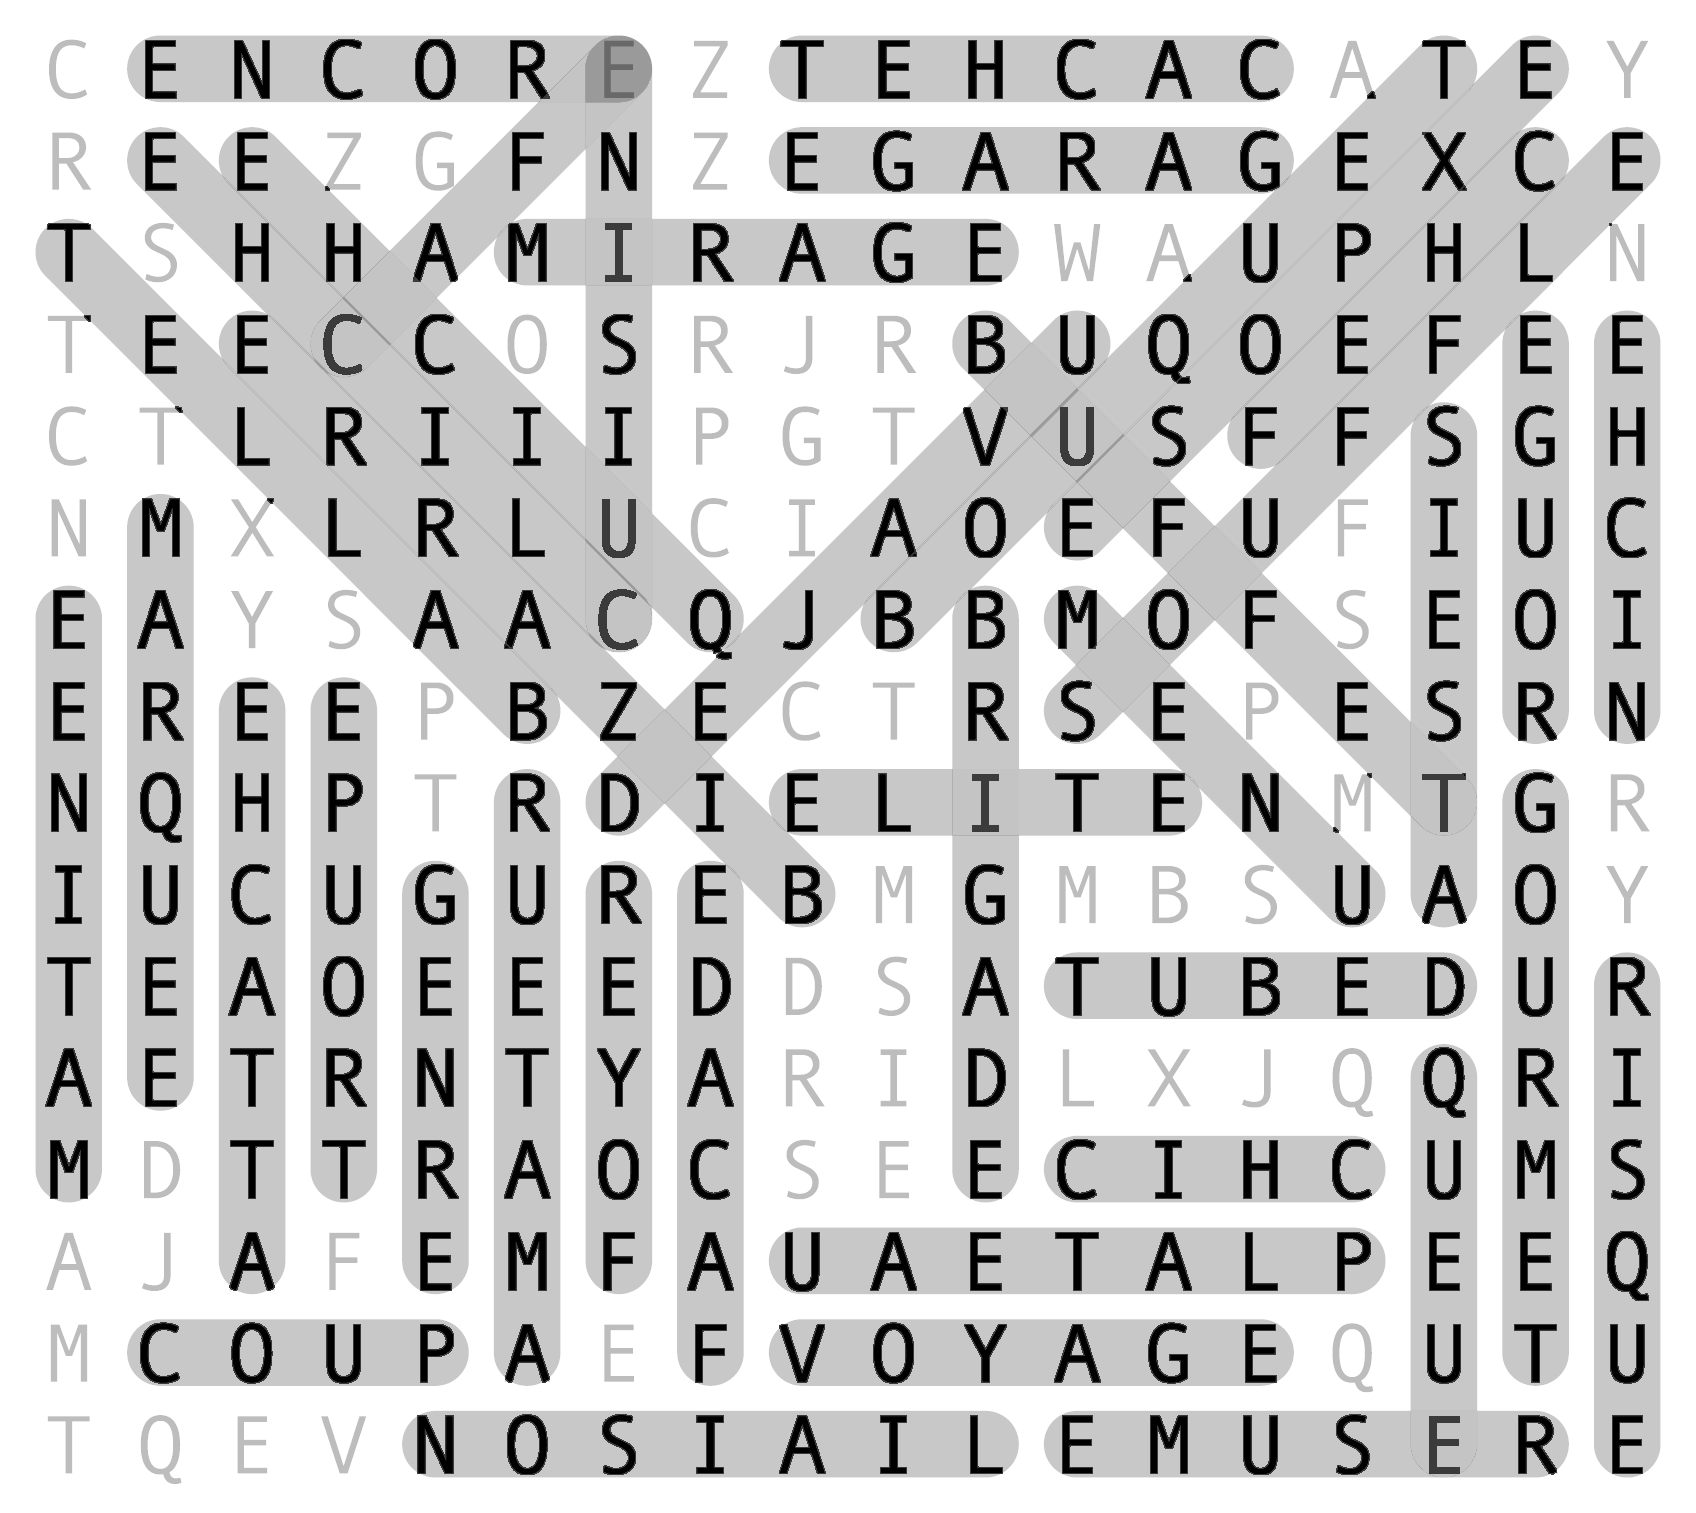 C E N C O R E Z T E H C A C A T E Y
R E E Z G F N Z E G A R A G E X C E
T S H H A M I R A G E W A U P H L N
T E E C C O S R J R B U Q O E F E E
C T L R I I I P G T V U S F F S G H
N M X L R L U C I A O E F U F I U C
E A Y S A A C Q J B B M O F S E O I
E R E E P B Z E C T R S E P E S R N
N Q H P T R D I E L I T E N M T G R
I U C U G U R E B M G M B S U A O Y
T E A O E E E D D S A T U B E D U R
A E T R N T Y A R I D L X J Q Q R I
M D T T R A O C S E E C I H C U M S
A J A F E M F A U A E T A L P E E Q
M C O U P A E F V O Y A G E Q U T U
T Q E V N O S I A I L E M U S E R E